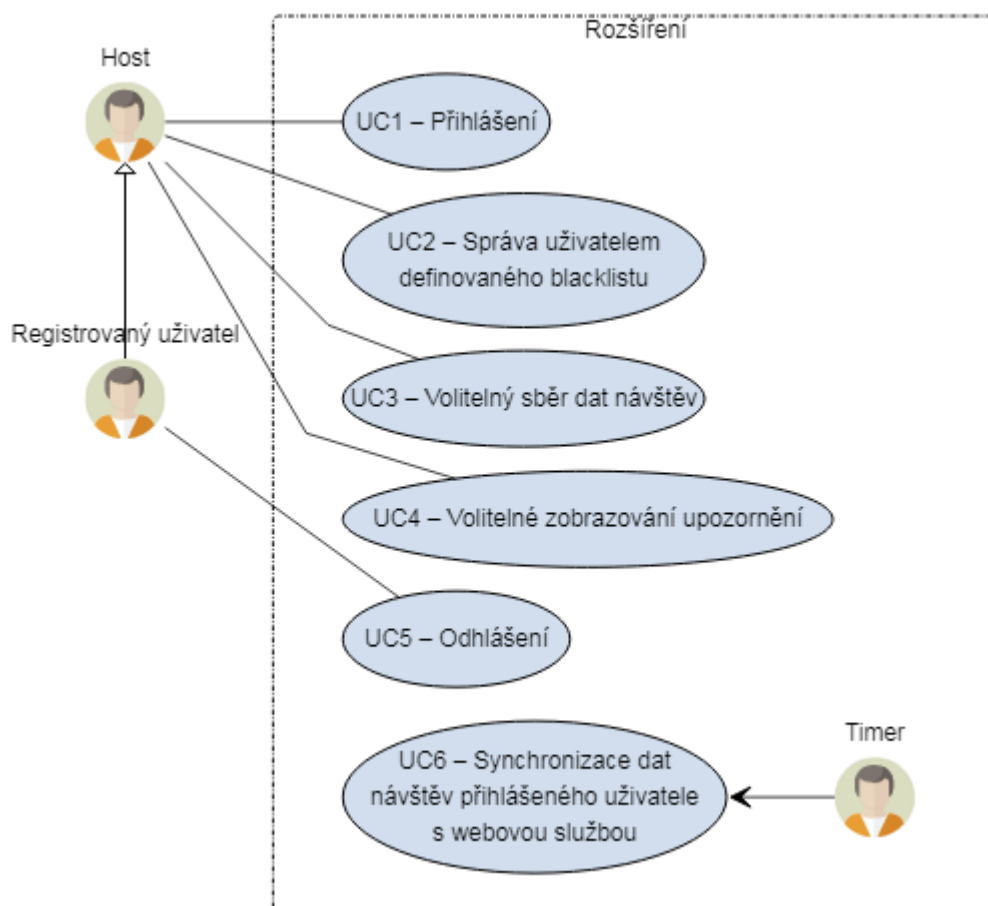 Rozšíření
Host
UC1 – Přihlášení
UC2 – Správa uživatelem
definovaného blacklistu
Registrovaný uživatel
UC3 – Volitelný sběr dat návštěv
UC4 – Volitelné zobrazování upozornění
UC5 – Odhlášení
Timer
UC6 – Synchronizace dat
návštěv přihlášeného uživatele
s webovou službou